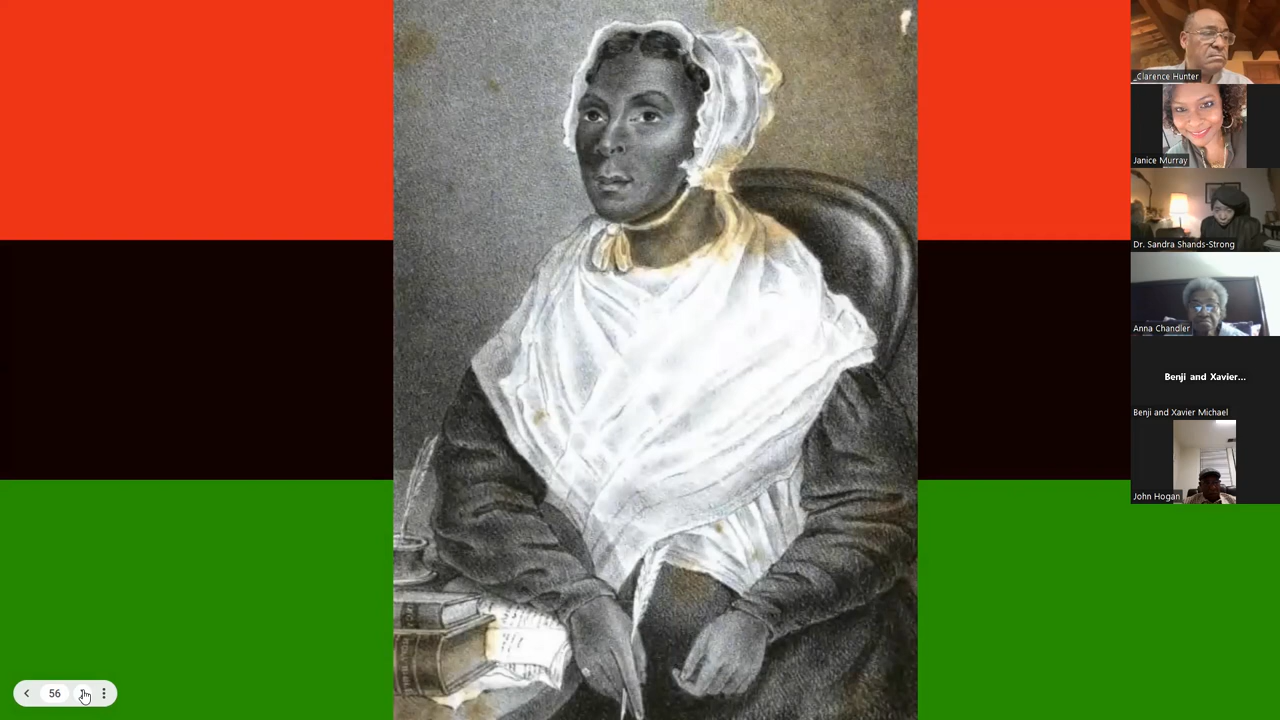 _Clarence Hunter
Janice Murray
Dr. Sandra Shands-Strong
Anna Chandler
Benji and Xavier...
Benji and Xavier Michael
John Hogan
56